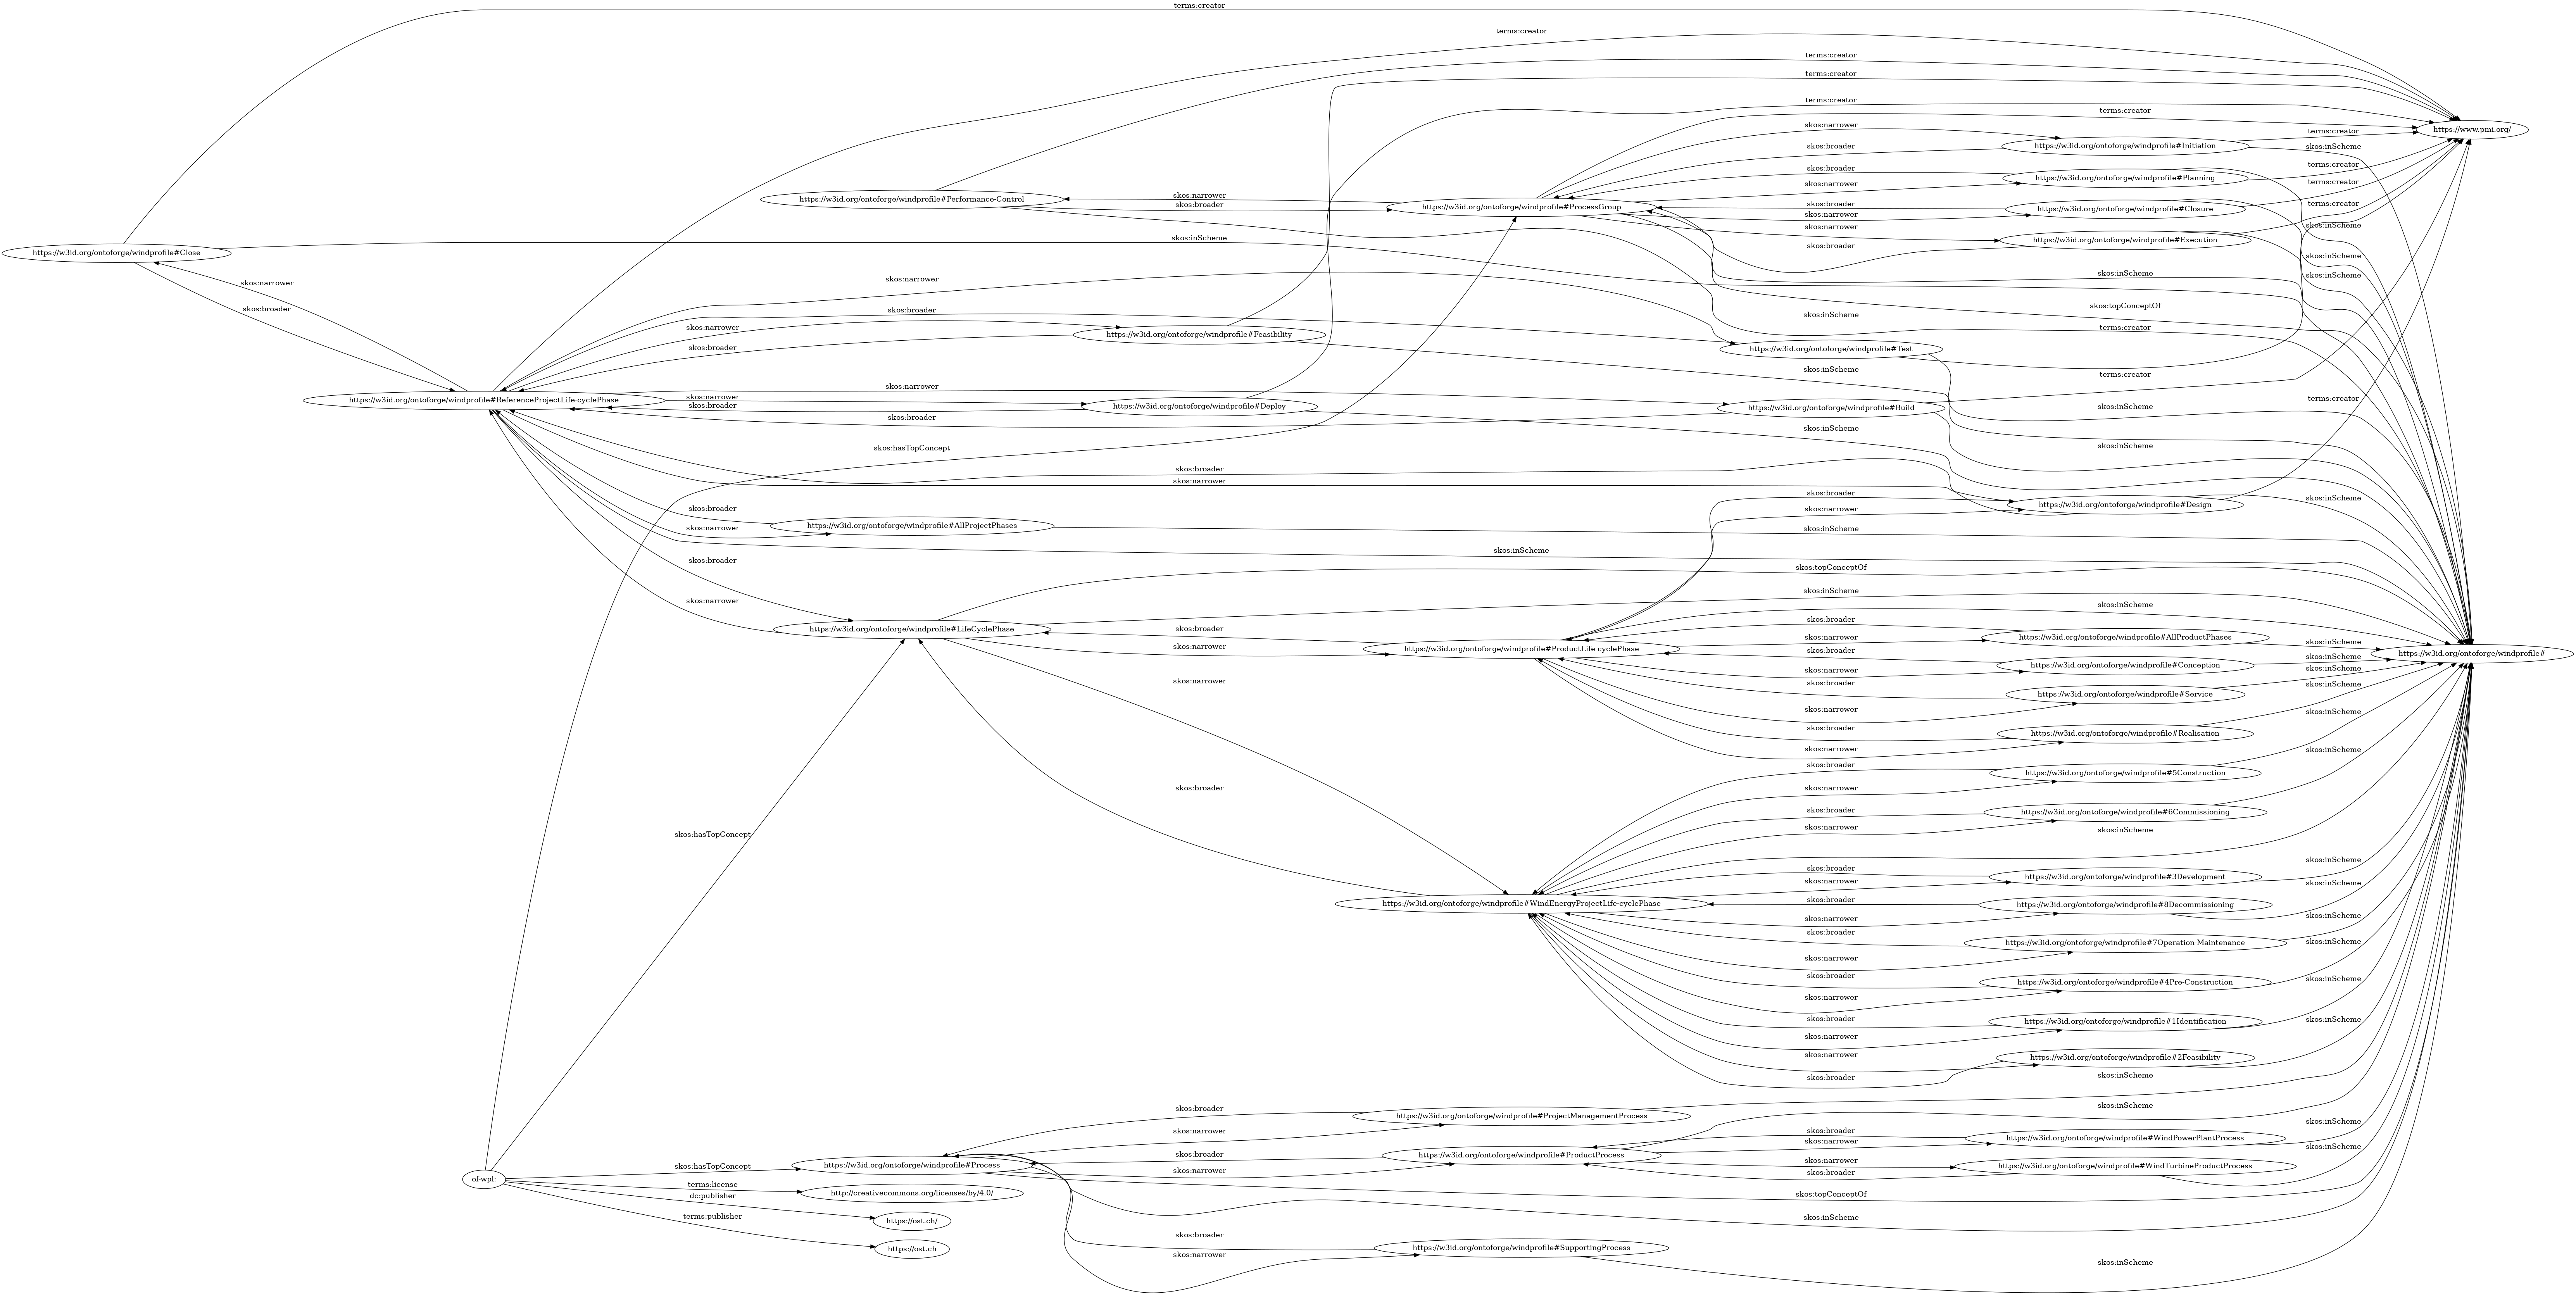 terms:creator
terms:creator
terms:creator
terms:creator
terms:creator
terms:creator
skos:narrower
terms:creator
https://www.pmi.org/
skos:broader
https://w3id.org/ontoforge/windprofile#Initiation
skos:inScheme
skos:broader
terms:creator
https://w3id.org/ontoforge/windprofile#Planning
skos:narrower
terms:creator
skos:narrower
https://w3id.org/ontoforge/windprofile#Performance-Control
skos:broader
https://w3id.org/ontoforge/windprofile#ProcessGroup
skos:broader
terms:creator
https://w3id.org/ontoforge/windprofile#Closure
skos:narrower
skos:narrower
skos:inScheme
skos:inScheme
https://w3id.org/ontoforge/windprofile#Execution
skos:broader
https://w3id.org/ontoforge/windprofile#Close
skos:inScheme
skos:inScheme
skos:inScheme
skos:narrower
skos:narrower
skos:broader
skos:broader
skos:topConceptOf
skos:inScheme
skos:narrower
terms:creator
https://w3id.org/ontoforge/windprofile#Feasibility
skos:broader
https://w3id.org/ontoforge/windprofile#Test
skos:inScheme
terms:creator
skos:narrower
https://w3id.org/ontoforge/windprofile#ReferenceProjectLife-cyclePhase
skos:narrower
skos:broader
https://w3id.org/ontoforge/windprofile#Deploy
https://w3id.org/ontoforge/windprofile#Build
skos:inScheme
terms:creator
skos:broader
skos:inScheme
skos:hasTopConcept
skos:inScheme
skos:broader
skos:narrower
skos:broader
skos:inScheme
https://w3id.org/ontoforge/windprofile#Design
skos:narrower
skos:broader
https://w3id.org/ontoforge/windprofile#AllProjectPhases
skos:narrower
skos:inScheme
skos:inScheme
skos:broader
skos:topConceptOf
skos:inScheme
skos:narrower
skos:inScheme
skos:broader
https://w3id.org/ontoforge/windprofile#LifeCyclePhase
skos:broader
skos:narrower
https://w3id.org/ontoforge/windprofile#AllProductPhases
skos:inScheme
skos:narrower
https://w3id.org/ontoforge/windprofile#ProductLife-cyclePhase
skos:broader
https://w3id.org/ontoforge/windprofile#
skos:inScheme
https://w3id.org/ontoforge/windprofile#Conception
skos:inScheme
skos:narrower
skos:narrower
skos:broader
skos:inScheme
https://w3id.org/ontoforge/windprofile#Service
skos:narrower
skos:inScheme
skos:broader
https://w3id.org/ontoforge/windprofile#Realisation
skos:narrower
skos:inScheme
skos:broader
https://w3id.org/ontoforge/windprofile#5Construction
skos:broader
skos:narrower
skos:broader
https://w3id.org/ontoforge/windprofile#6Commissioning
skos:narrower
skos:inScheme
skos:hasTopConcept
skos:inScheme
skos:broader
https://w3id.org/ontoforge/windprofile#3Development
skos:narrower
skos:inScheme
https://w3id.org/ontoforge/windprofile#WindEnergyProjectLife-cyclePhase
skos:broader
https://w3id.org/ontoforge/windprofile#8Decommissioning
skos:narrower
skos:inScheme
skos:broader
https://w3id.org/ontoforge/windprofile#7Operation-Maintenance
skos:inScheme
skos:narrower
skos:broader
https://w3id.org/ontoforge/windprofile#4Pre-Construction
skos:inScheme
skos:narrower
skos:broader
https://w3id.org/ontoforge/windprofile#1Identification
skos:inScheme
skos:narrower
skos:narrower
https://w3id.org/ontoforge/windprofile#2Feasibility
skos:broader
skos:inScheme
skos:broader
skos:inScheme
https://w3id.org/ontoforge/windprofile#ProjectManagementProcess
skos:inScheme
skos:narrower
skos:broader
https://w3id.org/ontoforge/windprofile#WindPowerPlantProcess
skos:narrower
skos:inScheme
skos:broader
https://w3id.org/ontoforge/windprofile#ProductProcess
skos:hasTopConcept
https://w3id.org/ontoforge/windprofile#Process
skos:narrower
skos:narrower
https://w3id.org/ontoforge/windprofile#WindTurbineProductProcess
skos:broader
of-wpl:
terms:license
http://creativecommons.org/licenses/by/4.0/
dc:publisher
skos:topConceptOf
terms:publisher
https://ost.ch/
skos:inScheme
skos:broader
https://ost.ch
https://w3id.org/ontoforge/windprofile#SupportingProcess
skos:narrower
skos:inScheme